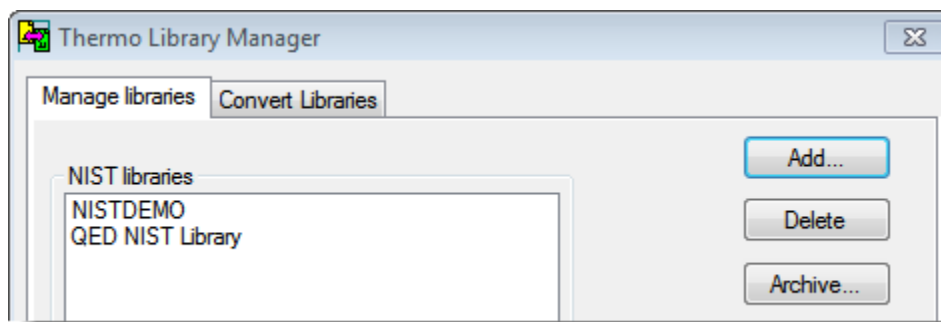 Thermo Library Manager
Manage libraries Convert Libraries
Add...
NIST libraries
NISTDEMO
Delete
QED NIST Library
Archive...